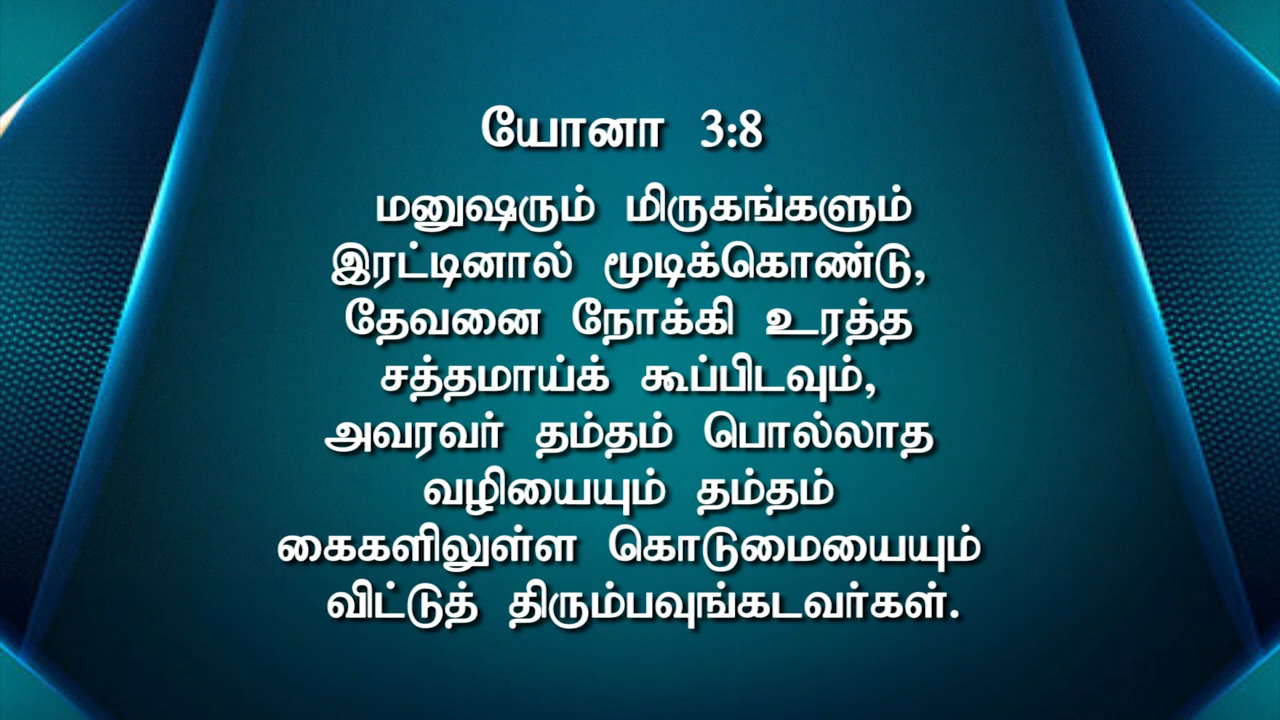 யோனா 3:8
மனுஷரும் மிருகங்களும்
இரட்டினால் மூடிக்கொண்டு,
தேவனை நோக்கி உரத்த
சத்தமாய்க் கூப்பிடவும்,
அவரவர் தம்தம் பொல்லாத
வழியையும் தம்தம்
கைகளிலுள்ள கொடுமையையும்
விட்டுத் திரும்பவுங்கடவர்கள்.